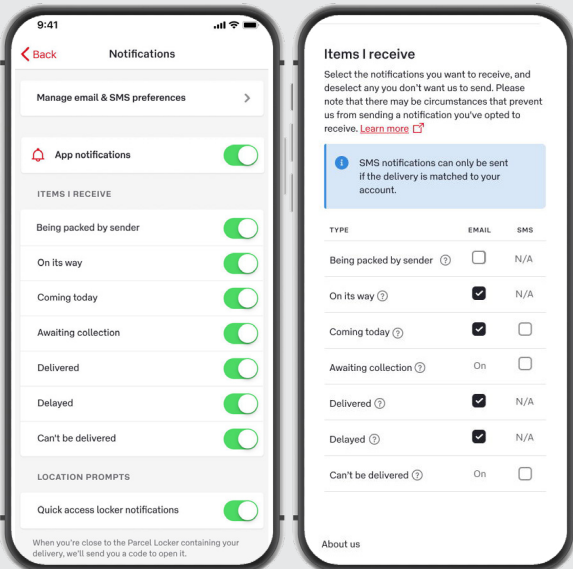 9:41
Back
Notifications
Manage email & SMS preferences
App notifications
ITEMS I RECEIVE
Being packed by sender
On its way
Coming today
Awaiting collection
Delivered
Delayed
Can't be delivered
LOCATION PROMPTS
Quick access locker notifications
When you're close to the Parcel Locker containing your
delivery, we'll send you a code to open it.
Items I receive
Select the notifications you want to receive, and
deselect any you don't want us to send. Please
note that there may be circumstances that prevent
us from sending a notification you've opted to
receive. Learn more
SMS notifications can only be sent
if the delivery is matched to your
account.
TYPE EMAIL SMS
Being packed by sender ? N/A
On its way ? N/A
Coming today ?
Awaiting collection ? On
Delivered ? N/A
Delayed ? N/A
Can't be delivered ? On
About us